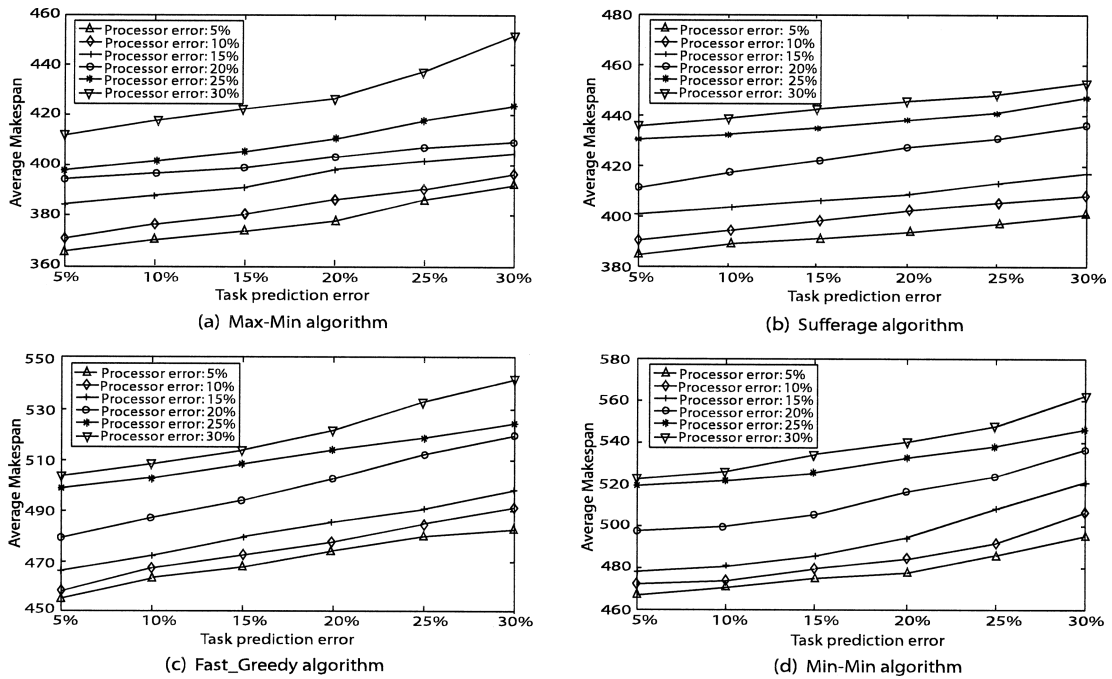 460
440
420
400
380
360
Average Makespan
Processor error: 5%
Processor error: 10%
Processor error: 15%
Processor error: 20%
Processor error: 25%
Processor error: 30%
5% 10% 15% 20% 25% 30%
Task prediction error
(a) Max-Min algorithm
480
460
440
420
400
380
Average Makespan
Processor error: 5%
Processor error: 10%
Processor error: 15%
Processor error: 20%
Processor error: 25%
Processor error: 30%
5% 10% 15% 20% 25% 30%
Task prediction error
(b) Sufferage algorithm
550
530
510
490
470
450
Average Makespan
Processor error: 5%
Processor error: 10%
Processor error: 15%
Processor error: 20%
Processor error: 25%
Processor error: 30%
5% 10% 15% 20% 25% 30%
Task prediction error
(c) Fast_Greedy algorithm
580
560
540
520
500
480
460
Average Makespan
Processor error: 5%
Processor error: 10%
Processor error: 15%
Processor error: 20%
Processor error: 25%
Processor error: 30%
5% 10% 15% 20% 25% 30%
Task prediction error
(d) Min-Min algorithm